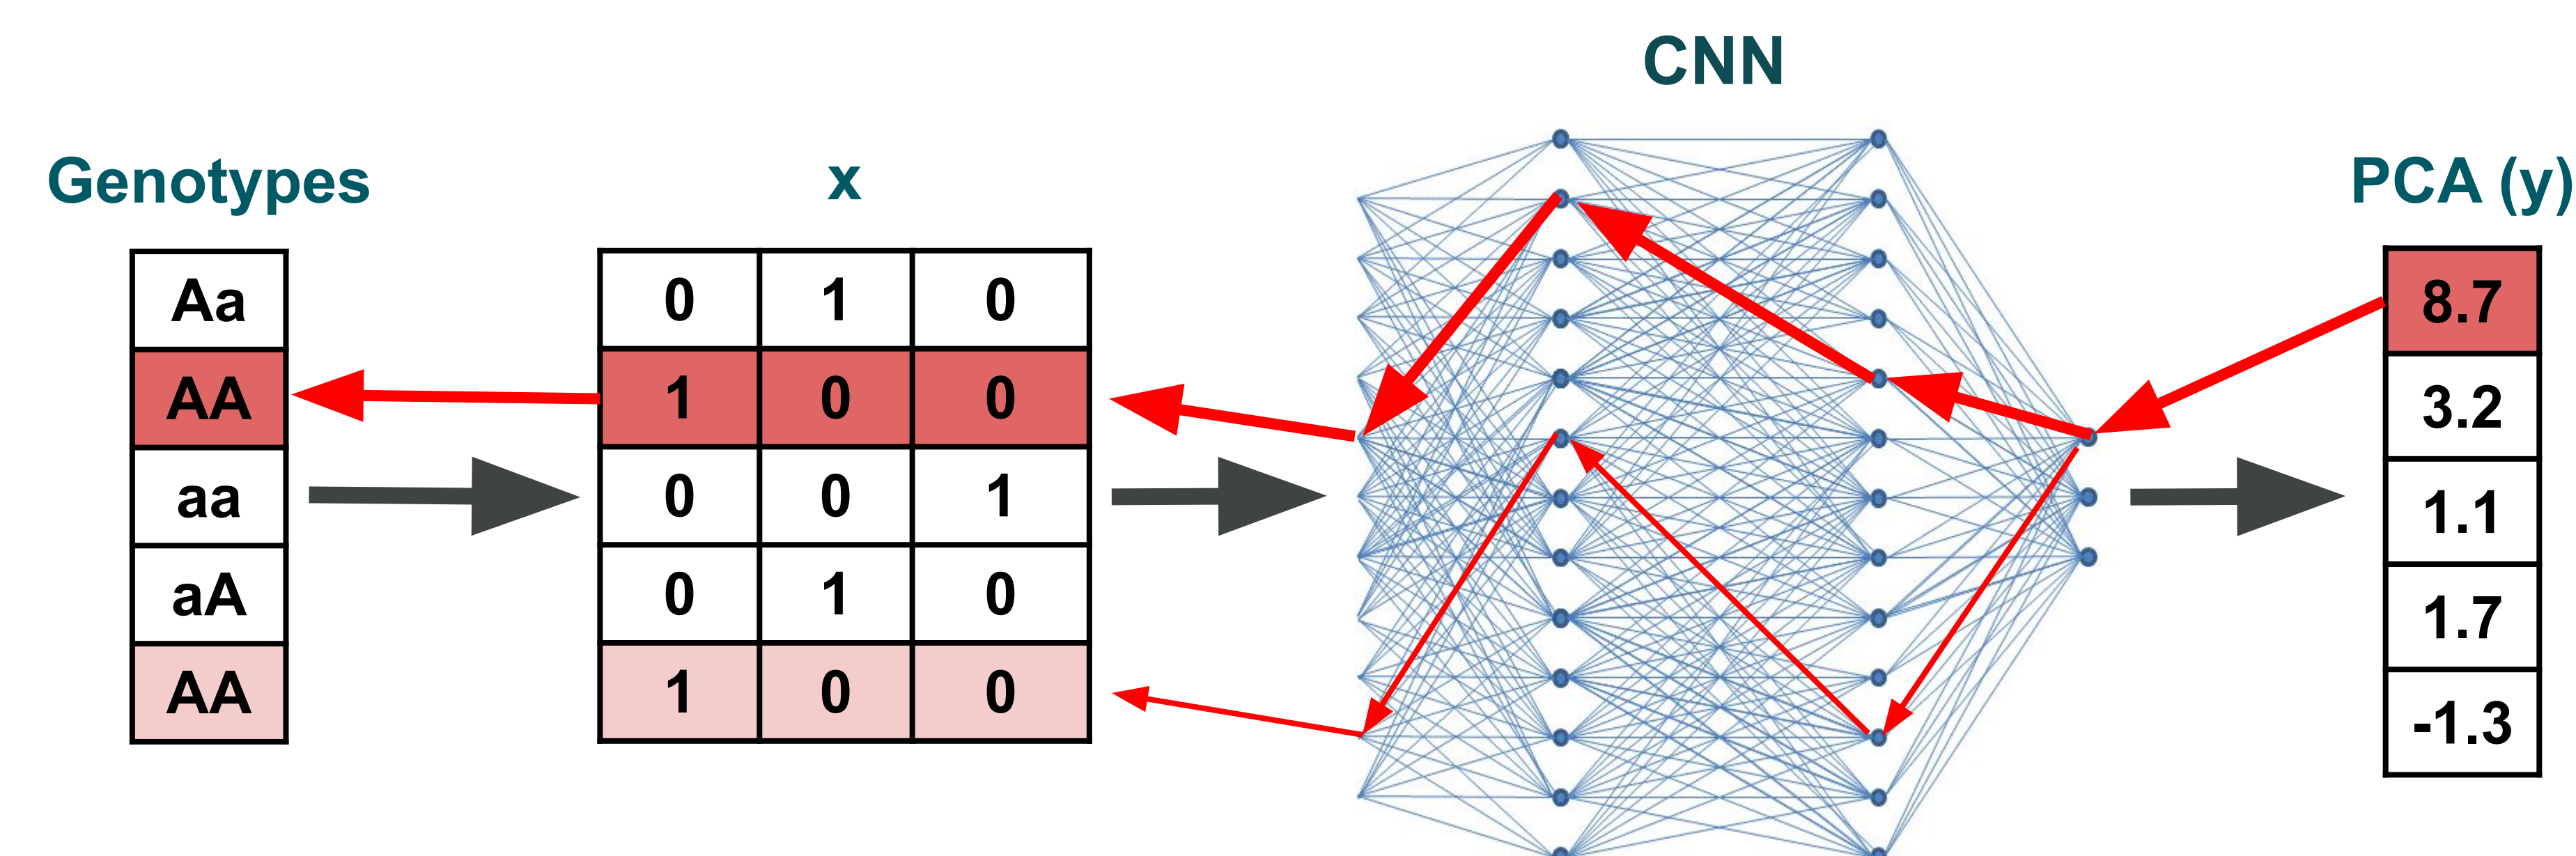 CNN
Genotypes x PCA (y)
Aa 0 1 0 8.7
AA 1 0 0 3.2
aa 0 0 1 1.1
aA 0 1 0 1.7
AA 1 0 0 -1.3